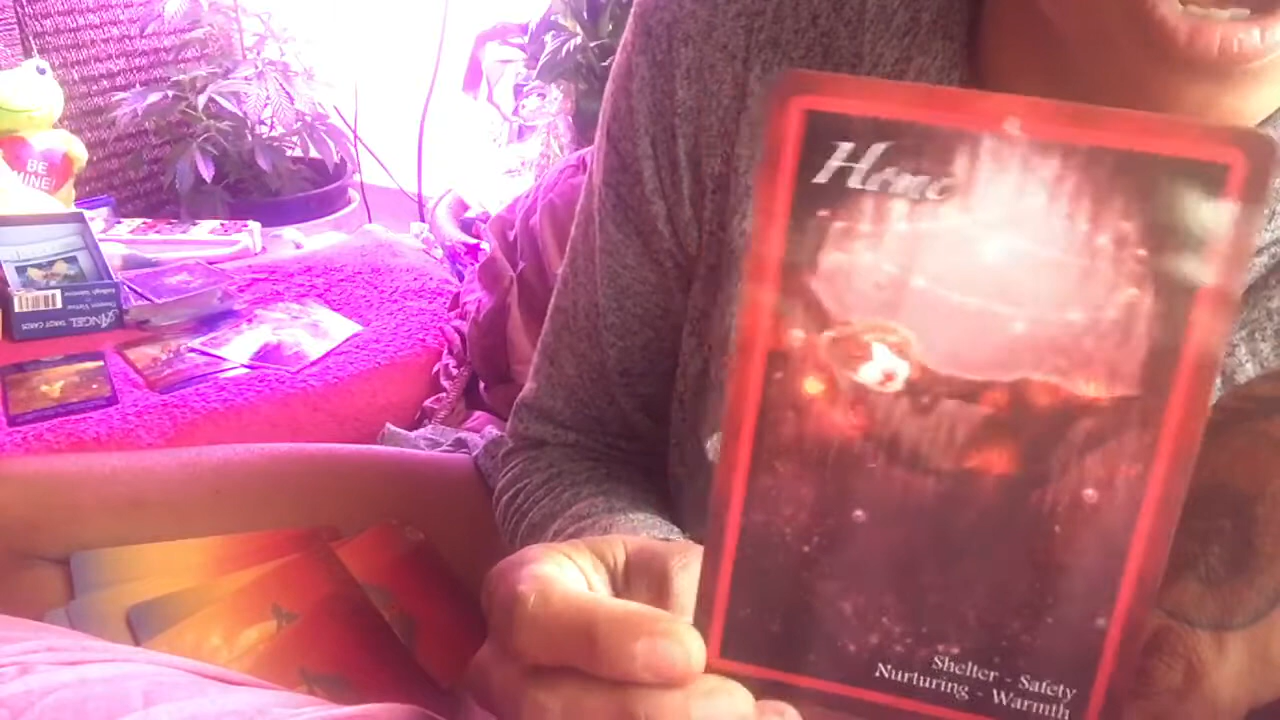 Home
Shelter - Safety
Nurturing - Warmth
BE
MINE!
ANGEL TAROT CARDS